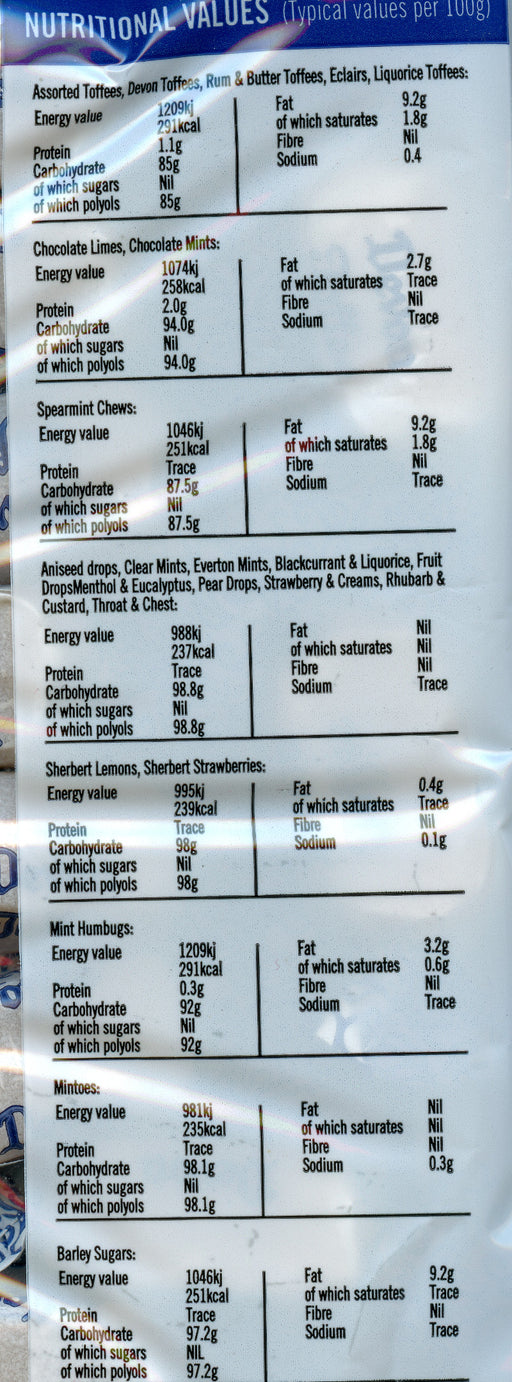 NUTRITIONAL VALUES (Typical values per 100g)
Assorted Toffees, Devon Toffees, Rum & Butter Toffees, Eclairs, Liquorice Toffees:
Energy value 1209kj Fat 9.2g
291kcal of which saturates 1.8g
Protein 1.1g Fibre Nil
Carbohydrate 85g Sodium 0.4
of which sugars Nil
of which polyols 85g
Chocolate Limes, Chocolate Mints:
Energy value 1074kj Fat 2.7g
258kcal of which saturates Trace
Protein 2.0g Fibre Nil
Carbohydrate 94.0g Sodium Trace
of which sugars Nil
of which polyols 94.0g
Spearmint Chews:
Energy value 1046kj Fat 9.2g
251kcal of which saturates 1.8g
Protein Trace Fibre Nil
Carbohydrate 87.5g Sodium Trace
of which sugars Nil
of which polyols 87.5g
Aniseed drops, Clear Mints, Everton Mints, Blackcurrant & Liquorice, Fruit
DropsMenthol & Eucalyptus, Pear Drops, Strawberry & Creams, Rhubarb &
Custard, Throat & Chest:
Energy value 988kj Fat Nil
237kcal of which saturates Nil
Protein Trace Fibre Nil
Carbohydrate 98.8g Sodium Trace
of which sugars Nil
of which polyols 98.8g
Sherbert Lemons, Sherbert Strawberries:
Energy value 995kj Fat 0.4g
239kcal of which saturates Trace
Protein Trace Fibre Nil
Carbohydrate 98g Sodium 0.1g
of which sugars Nil
of which polyols 98g
Mint Humbugs:
Energy value 1209kj Fat 3.2g
291kcal of which saturates 0.6g
Protein 0.3g Fibre Nil
Carbohydrate 92g Sodium Trace
of which sugars Nil
of which polyols 92g
Mintoes:
Energy value 981kj Fat Nil
235kcal of which saturates Nil
Protein Trace Fibre Nil
Carbohydrate 98.1g Sodium 0.3g
of which sugars Nil
of which polyols 98.1g
Barley Sugars:
Energy value 1046kj Fat 9.2g
251kcal of which saturates Trace
Protein Trace Fibre Nil
Carbohydrate 97.2g Sodium Trace
of which sugars NIL
of which polyols 97.2g